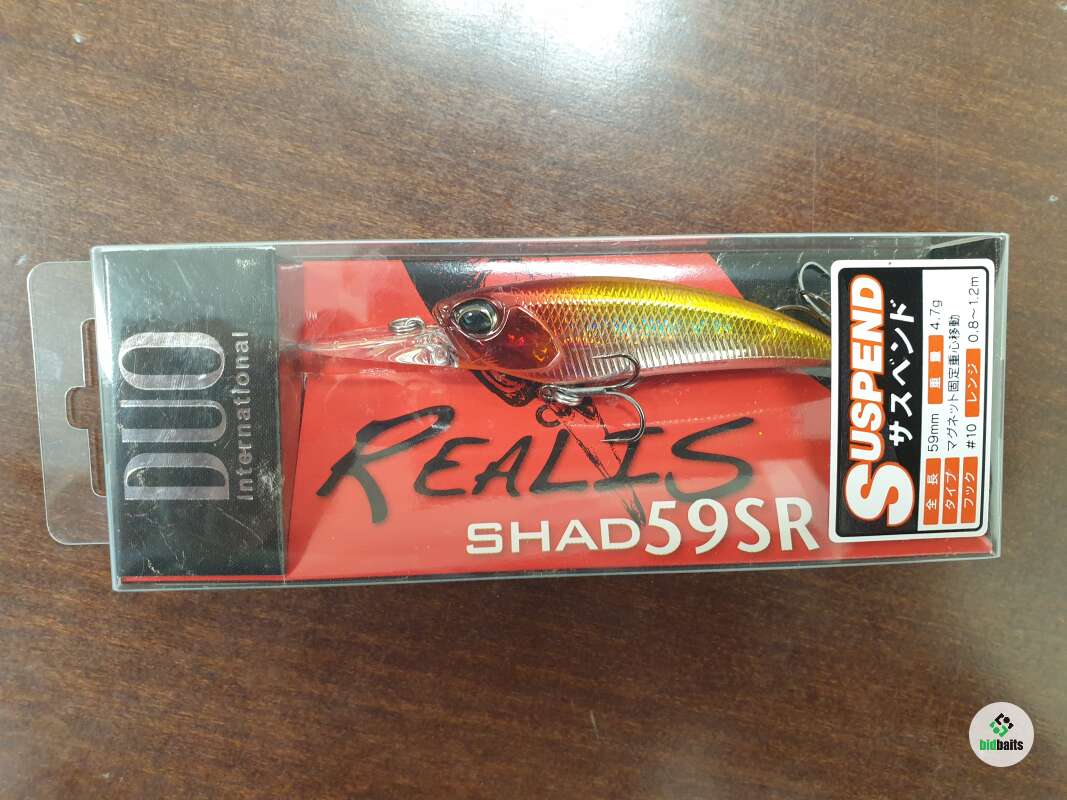 DUO
International
REALIS
SHAD59SR
SUSPEND
サスペンド
全長 59mm 重量 4.7g
タイプ マグネット固定重心移動
フック #10 レンジ 0.8～1.2m
bidbaits